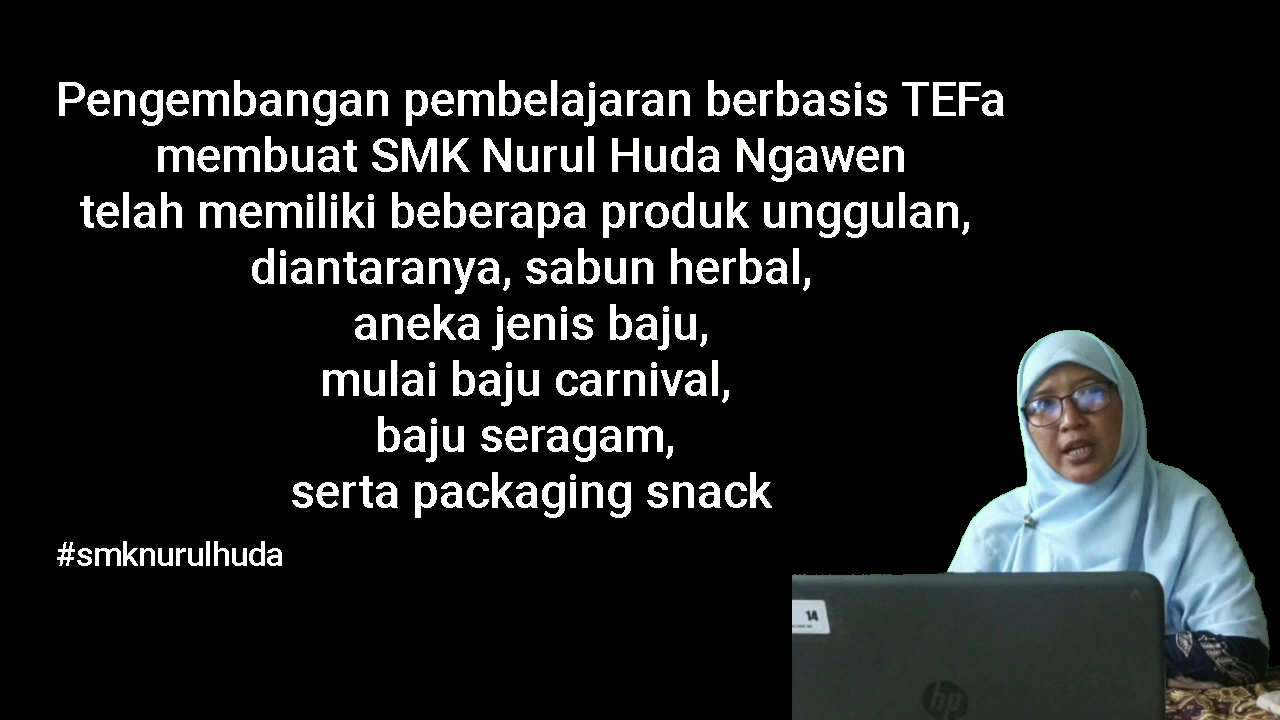 Pengembangan pembelajaran berbasis TEFa
membuat SMK Nurul Huda Ngawen
telah memiliki beberapa produk unggulan,
diantaranya, sabun herbal,
aneka jenis baju,
mulai baju carnival,
baju seragam,
serta packaging snack
#smknurulhuda
14
hp